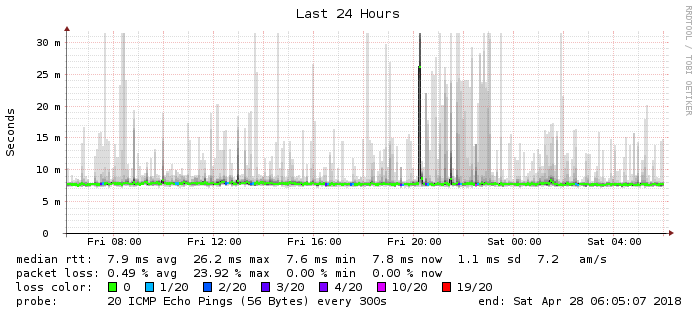 Last 24 Hours
RRDTOOL / TOBI OETIKER
Seconds
30 m
25 m
20 m
15 m
10 m
5 m
0
Fri 08:00 Fri 12:00 Fri 16:00 Fri 20:00 Sat 00:00 Sat 04:00
median rtt: 7.9 ms avg 26.2 ms max 7.6 ms min 7.8 ms now 1.1 ms sd 7.2 am/s
packet loss: 0.49 % avg 23.92 % max 0.00 % min 0.00 % now
loss color: 0 1/20 2/20 3/20 4/20 10/20 19/20
probe: 20 ICMP Echo Pings (56 Bytes) every 300s end: Sat Apr 28 06:05:07 2018